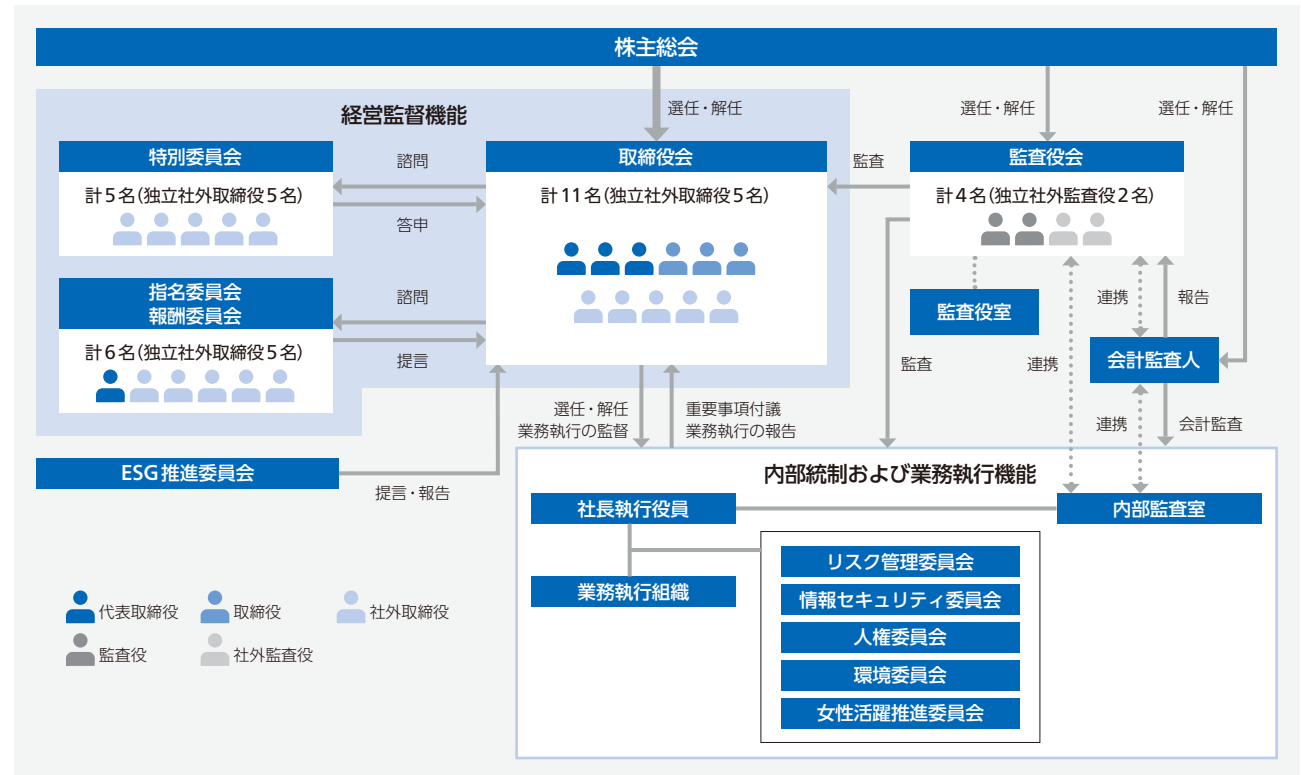 株主総会
経営監督機能
選任・解任
選任・解任
選任・解任
特別委員会
計5名(独立社外取締役5名)
諮問
答申
取締役会
計11名(独立社外取締役5名)
監査
監査役会
計4名(独立社外監査役2名)
指名委員会
報酬委員会
計6名(独立社外取締役5名)
諮問
提言
監査役室
連携
報告
会計監査人
監査
連携
選任・解任
業務執行の監督
重要事項付議
業務執行の報告
連携
会計監査
ESG推進委員会
提言・報告
内部統制および業務執行機能
社長執行役員
内部監査室
業務執行組織
リスク管理委員会
情報セキュリティ委員会
人権委員会
環境委員会
女性活躍推進委員会
代表取締役
取締役
社外取締役
監査役
社外監査役